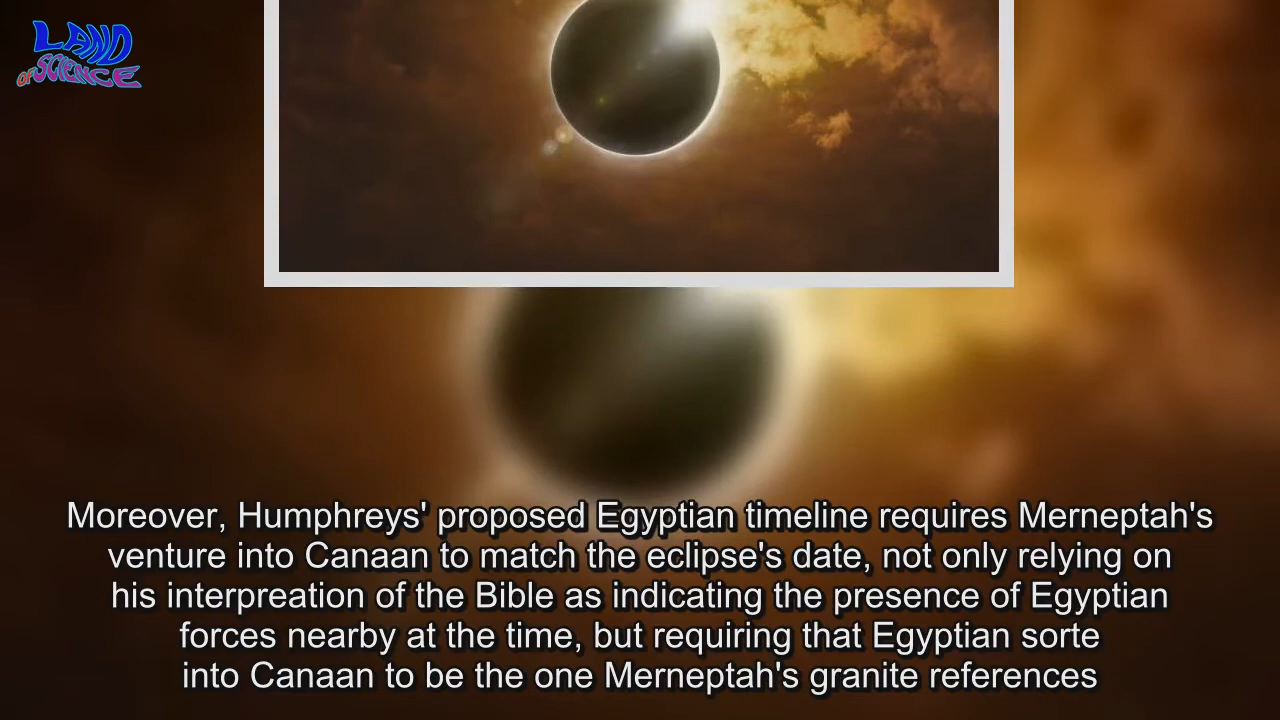 LAND
OF SCIENCE
Moreover, Humphreys' proposed Egyptian timeline requires Merneptah's
venture into Canaan to match the eclipse's date, not only relying on
his interpreation of the Bible as indicating the presence of Egyptian
forces nearby at the time, but requiring that Egyptian sorte
into Canaan to be the one Merneptah's granite references